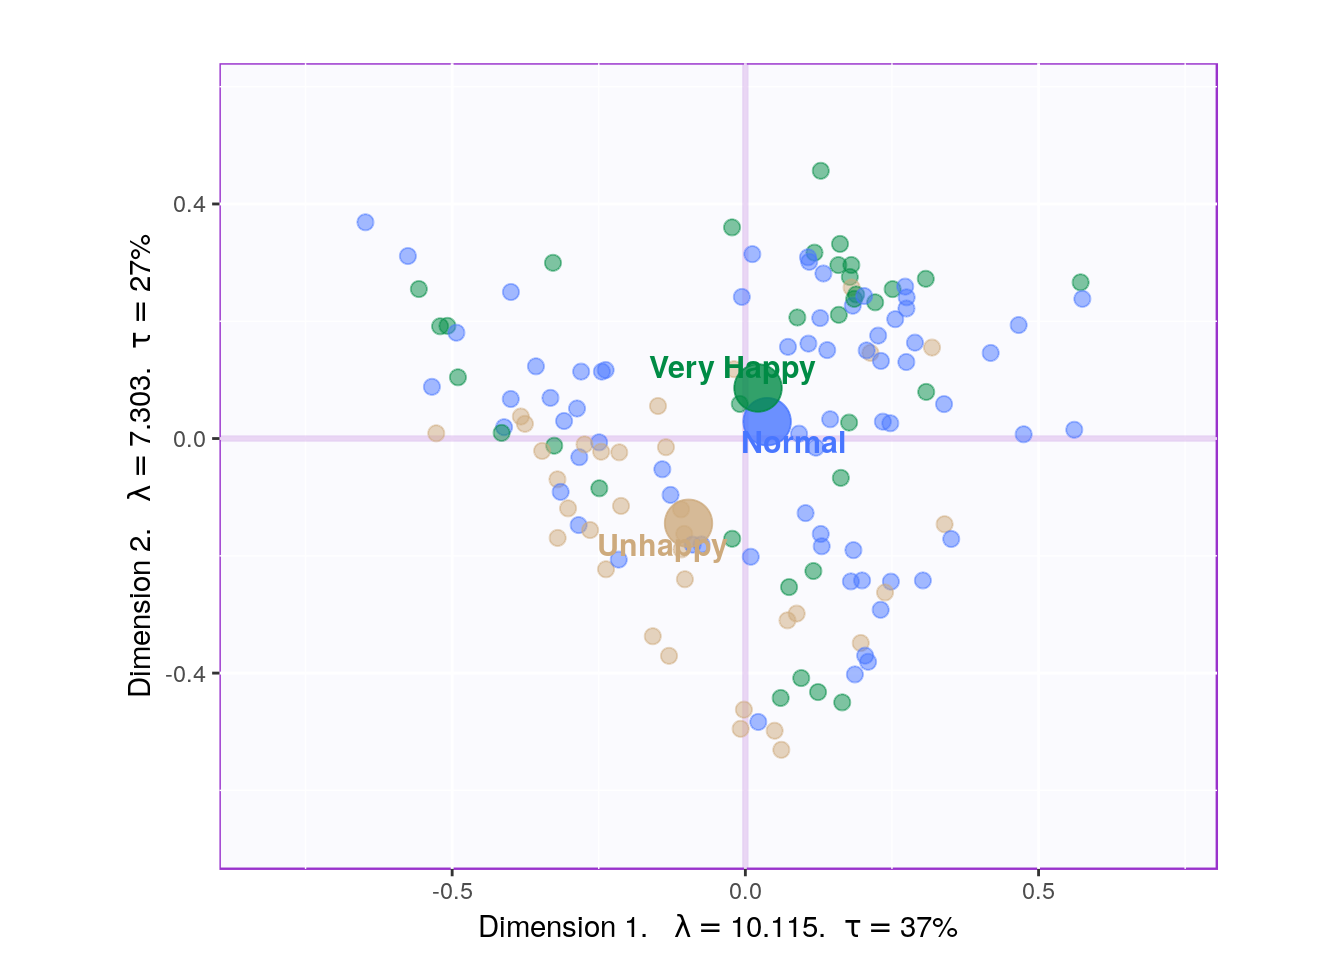 0.4
0.0
-0.4
Dimension 2. λ = 7.303. τ = 27%
Very Happy
Normal
Unhappy
-0.5
0.0
0.5
Dimension 1. λ = 10.115. τ = 37%